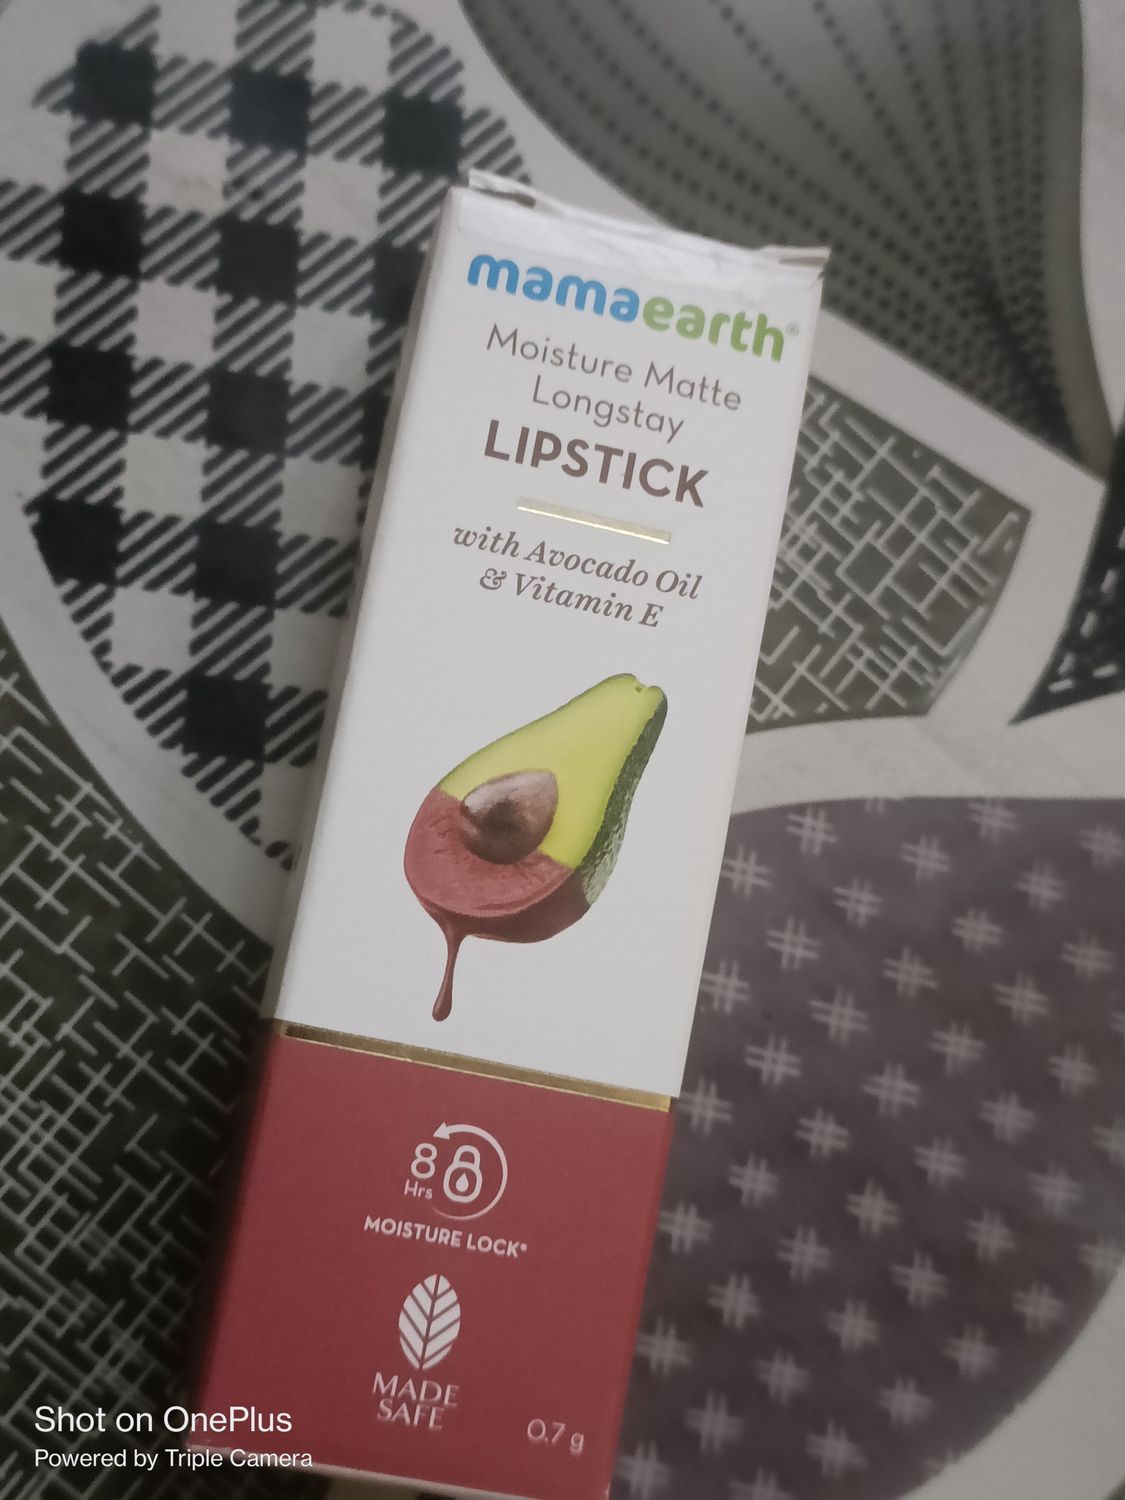 mamaearth®
Moisture Matte
Longstay
LIPSTICK
with Avocado Oil
& Vitamin E
8
Hrs
MOISTURE LOCK*
MADE
SAFE
0.7 g
Shot on OnePlus
Powered by Triple Camera